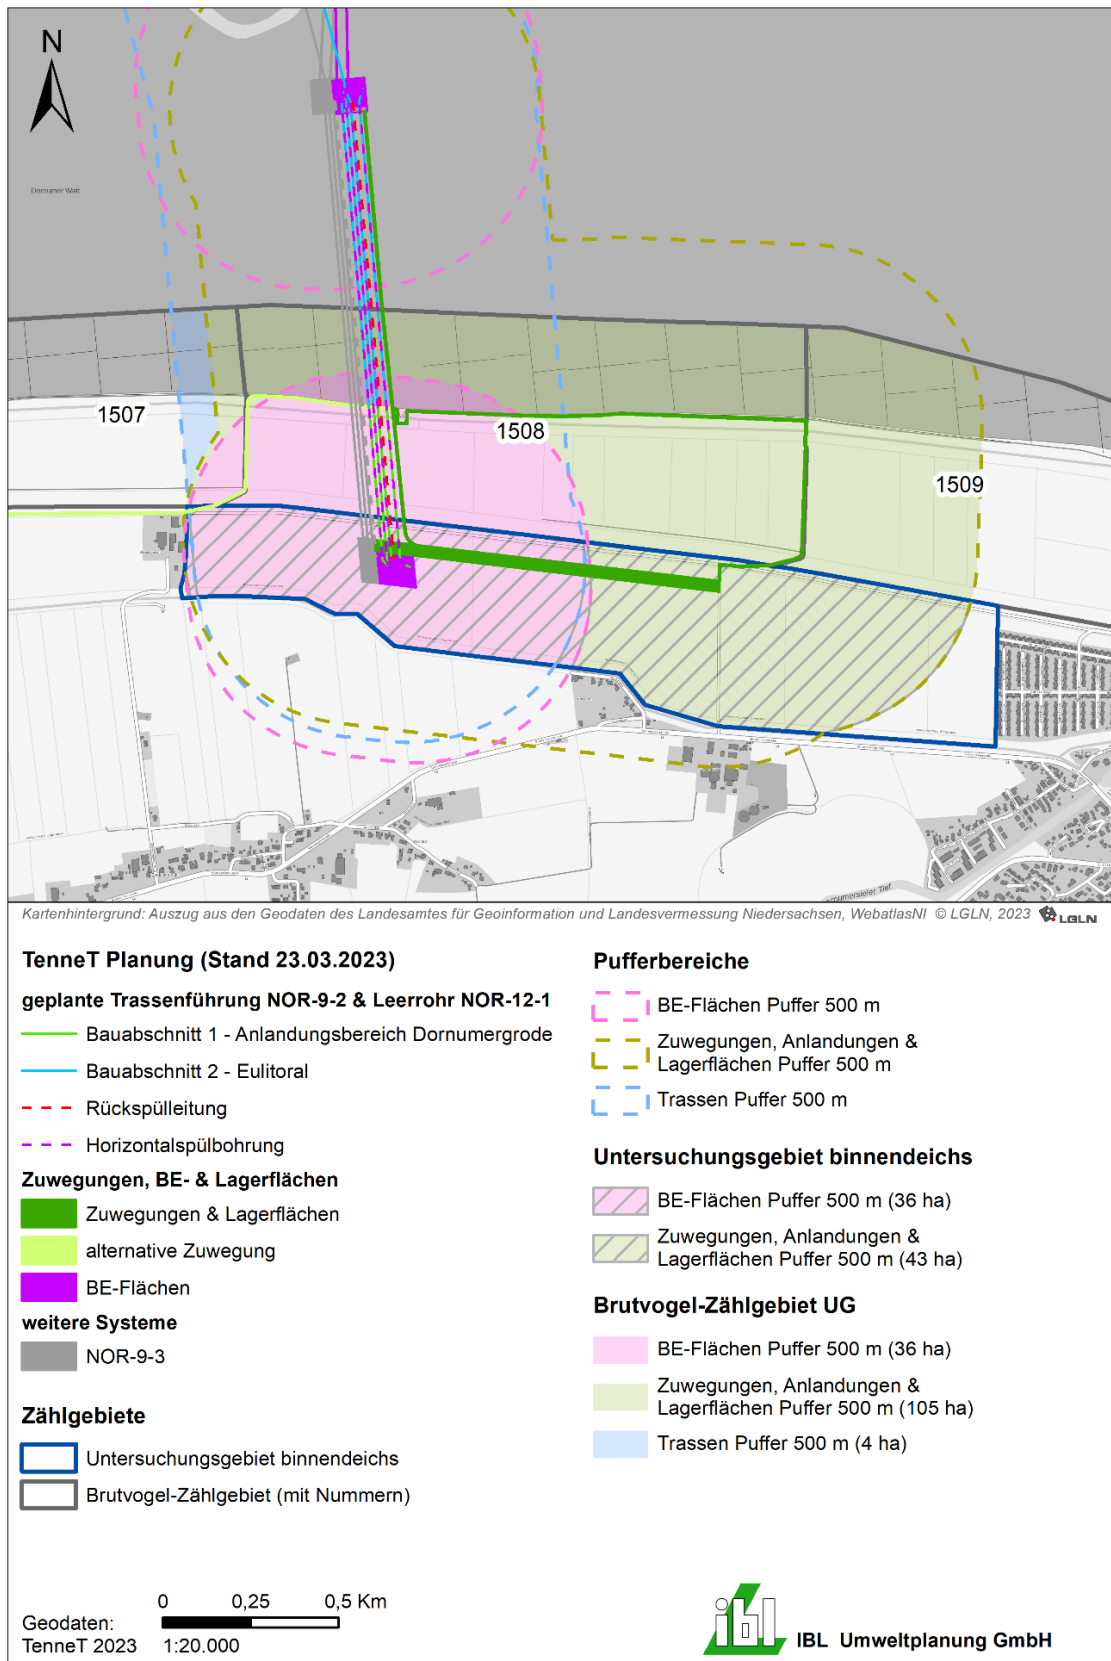 N
Dornumer Watt
1507
1508
1509
Kartenhintergrund: Auszug aus den Geodaten des Landesamtes für Geoinformation und Landesvermessung Niedersachsen, WebatlasNI © LGLN, 2023
LGLN
TenneT Planung (Stand 23.03.2023)
geplante Trassenführung NOR-9-2 & Leerrohr NOR-12-1
Bauabschnitt 1 - Anlandungsbereich Dornumergrode
Bauabschnitt 2 - Eulitoral
Rückspülleitung
Horizontalspülbohrung
Zuwegungen, BE- & Lagerflächen
Zuwegungen & Lagerflächen
alternative Zuwegung
BE-Flächen
weitere Systeme
NOR-9-3
Zählgebiete
Untersuchungsgebiet binnendeichs
Brutvogel-Zählgebiet (mit Nummern)
Pufferbereiche
BE-Flächen Puffer 500 m
Zuwegungen, Anlandungen &
Lagerflächen Puffer 500 m
Trassen Puffer 500 m
Untersuchungsgebiet binnendeichs
BE-Flächen Puffer 500 m (36 ha)
Zuwegungen, Anlandungen &
Lagerflächen Puffer 500 m (43 ha)
Brutvogel-Zählgebiet UG
BE-Flächen Puffer 500 m (36 ha)
Zuwegungen, Anlandungen &
Lagerflächen Puffer 500 m (105 ha)
Trassen Puffer 500 m (4 ha)
0 0,25 0,5 Km
Geodaten:
TenneT 2023 1:20.000
ibl
IBL Umweltplanung GmbH